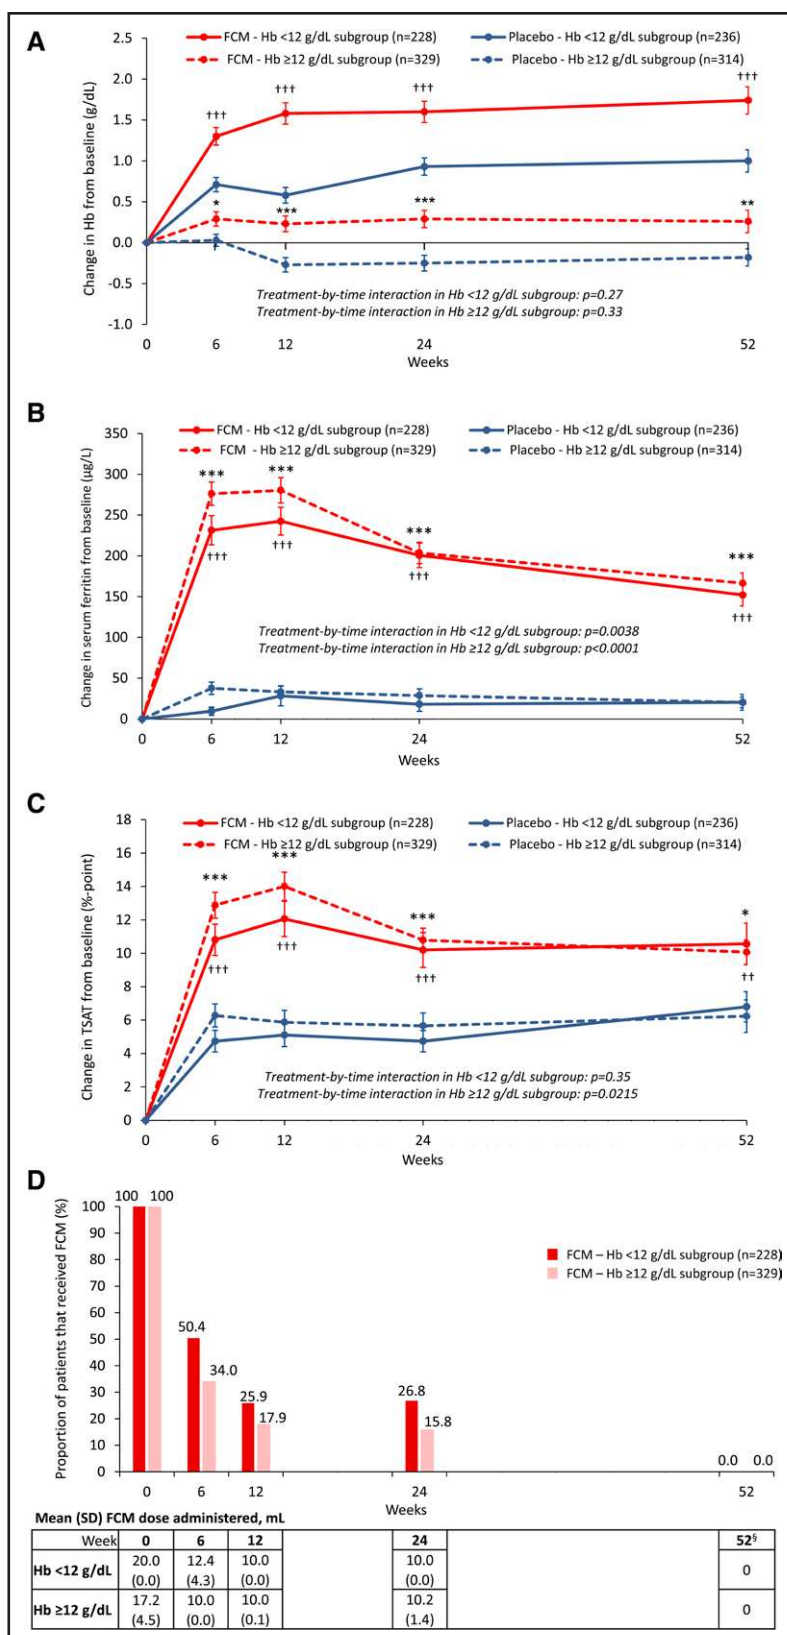 A
FCM - Hb <12 g/dL subgroup (n=228)
Placebo - Hb <12 g/dL subgroup (n=236)
FCM - Hb ≥12 g/dL subgroup (n=329)
Placebo - Hb ≥12 g/dL subgroup (n=314)
Change in Hb from baseline (g/dL)
2.5
2.0
1.5
1.0
0.5
0.0
-0.5
-1.0
††† ††† ††† †††
* *** *** **
Treatment-by-time interaction in Hb <12 g/dL subgroup: p=0.27
Treatment-by-time interaction in Hb ≥12 g/dL subgroup: p=0.33
0 6 12 24 52
Weeks
B
FCM - Hb <12 g/dL subgroup (n=228)
Placebo - Hb <12 g/dL subgroup (n=236)
FCM - Hb ≥12 g/dL subgroup (n=329)
Placebo - Hb ≥12 g/dL subgroup (n=314)
Change in serum ferritin from baseline (µg/L)
350
300
250
200
150
100
50
0
*** *** *** ***
††† ††† ††† †††
Treatment-by-time interaction in Hb <12 g/dL subgroup: p=0.0038
Treatment-by-time interaction in Hb ≥12 g/dL subgroup: p<0.0001
0 6 12 24 52
Weeks
C
FCM - Hb <12 g/dL subgroup (n=228)
Placebo - Hb <12 g/dL subgroup (n=236)
FCM - Hb ≥12 g/dL subgroup (n=329)
Placebo - Hb ≥12 g/dL subgroup (n=314)
Change in TSAT from baseline (%-point)
18
16
14
12
10
8
6
4
2
0
*** *** *** *
††† ††† ††† ††
Treatment-by-time interaction in Hb <12 g/dL subgroup: p=0.35
Treatment-by-time interaction in Hb ≥12 g/dL subgroup: p=0.0215
0 6 12 24 52
Weeks
D
Proportion of patients that received FCM (%)
100
90
80
70
60
50
40
30
20
10
0
FCM – Hb <12 g/dL subgroup (n=228)
FCM – Hb ≥12 g/dL subgroup (n=329)
100 100
50.4 34.0
25.9 17.9
26.8 15.8
0.0 0.0
0 6 12 24 52
Weeks
Mean (SD) FCM dose administered, mL
Week 0 6 12 24 52§
Hb <12 g/dL 20.0 12.4 10.0 10.0 0
(0.0) (4.3) (0.0) (0.0)
Hb ≥12 g/dL 17.2 10.0 10.0 10.2 0
(4.5) (0.0) (0.1) (1.4)